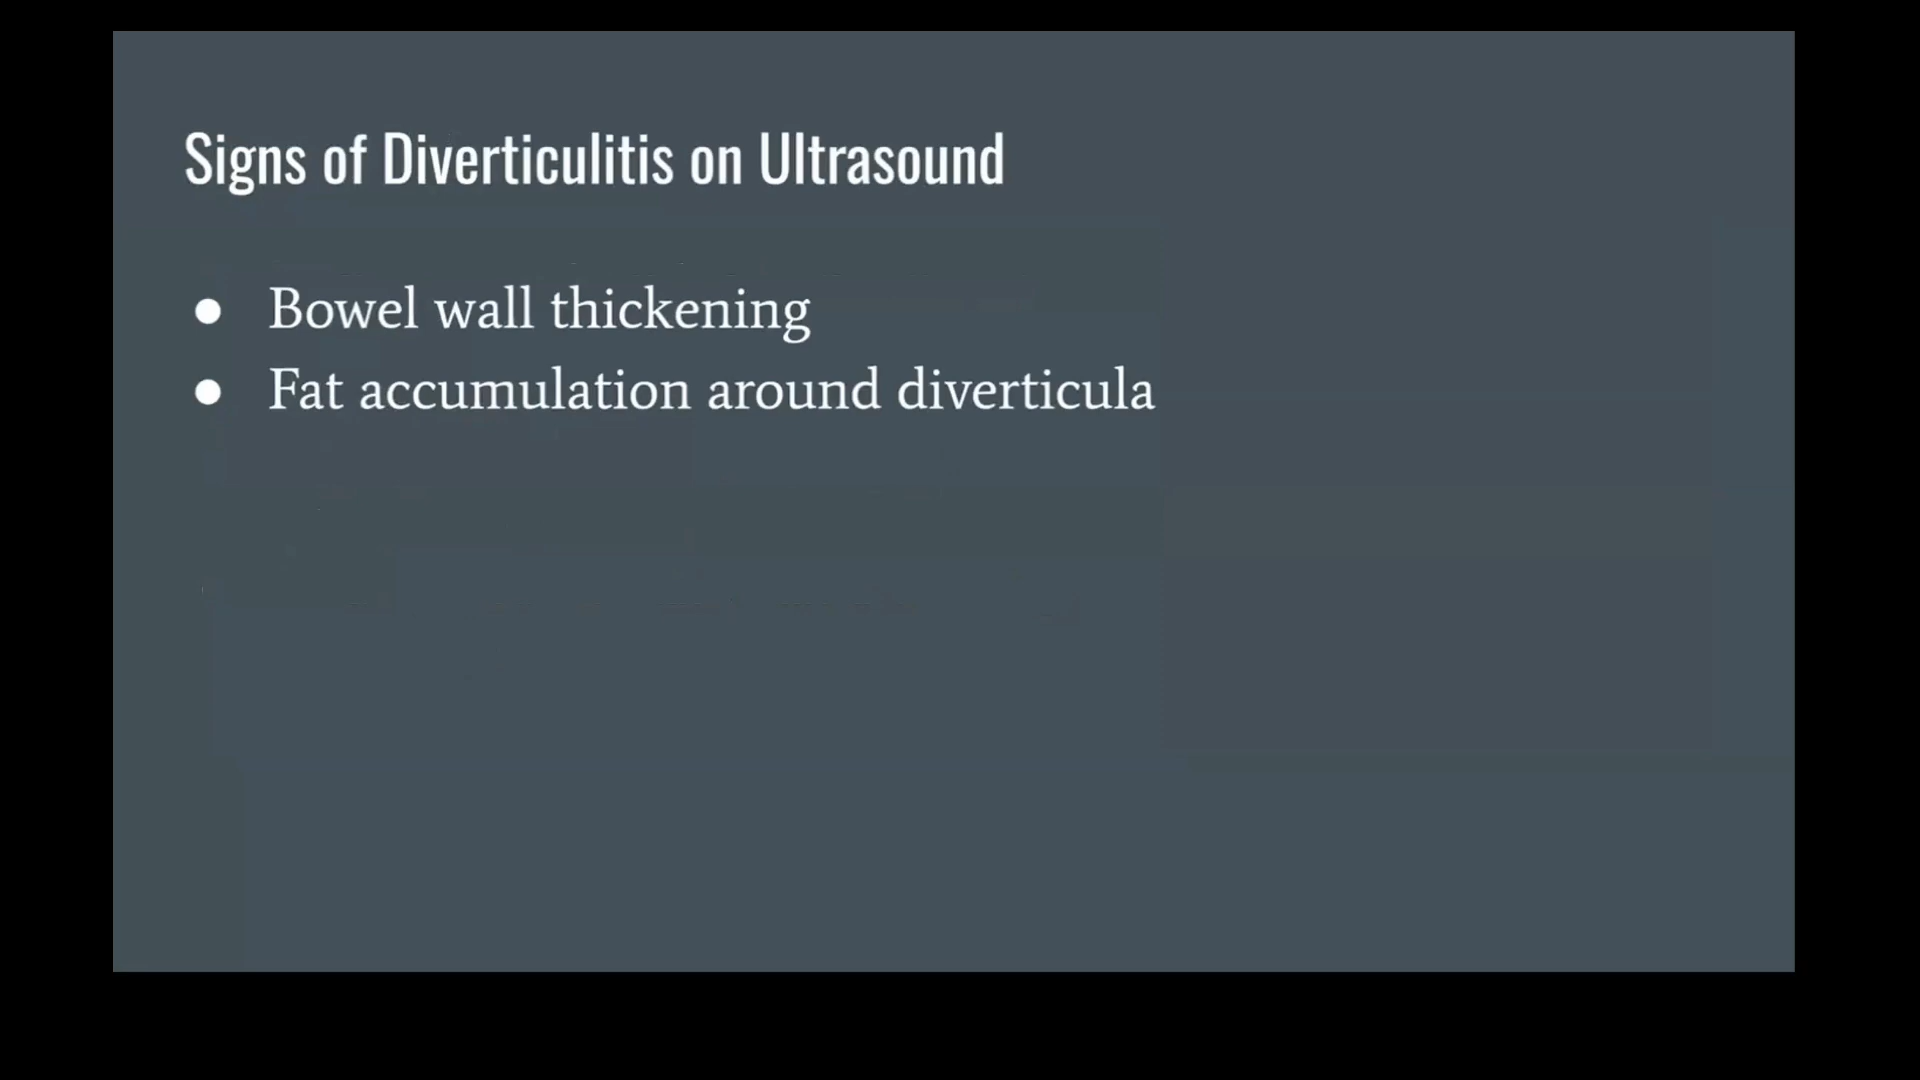 Signs of Diverticulitis on Ultrasound
● Bowel wall thickening
● Fat accumulation around diverticula